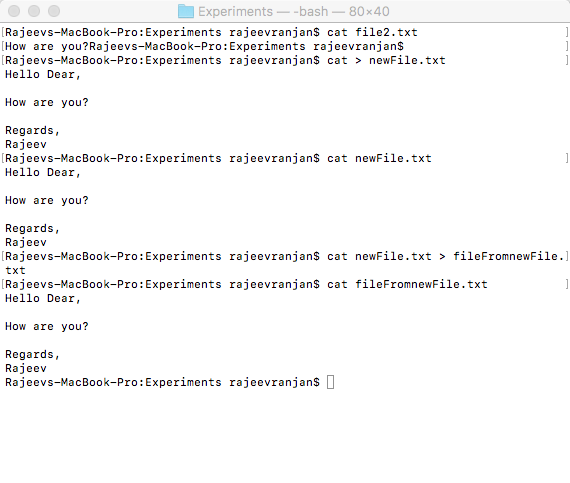 Experiments — -bash — 80×40
[Rajeevs-MacBook-Pro:Experiments rajeevranjan$ cat file2.txt ]
[How are you?Rajeevs-MacBook-Pro:Experiments rajeevranjan$ ]
[Rajeevs-MacBook-Pro:Experiments rajeevranjan$ cat > newFile.txt ]
Hello Dear,
How are you?
Regards,
Rajeev
[Rajeevs-MacBook-Pro:Experiments rajeevranjan$ cat newFile.txt ]
Hello Dear,
How are you?
Regards,
Rajeev
[Rajeevs-MacBook-Pro:Experiments rajeevranjan$ cat newFile.txt > fileFromnewFile.]
txt
[Rajeevs-MacBook-Pro:Experiments rajeevranjan$ cat fileFromnewFile.txt ]
Hello Dear,
How are you?
Regards,
Rajeev
Rajeevs-MacBook-Pro:Experiments rajeevranjan$